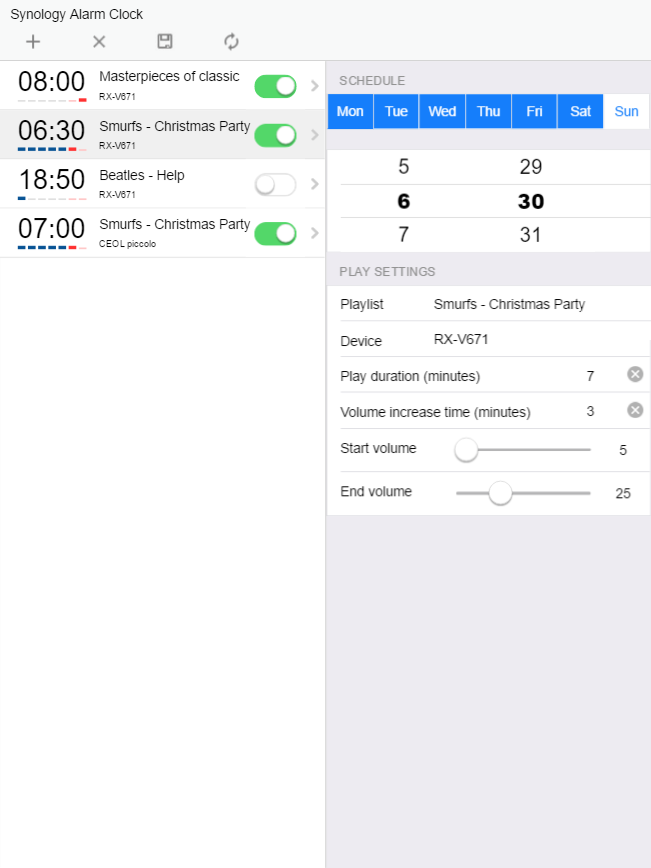 Synology Alarm Clock
08:00 Masterpieces of classic
RX-V671
06:30 Smurfs - Christmas Party
RX-V671
18:50 Beatles - Help
RX-V671
07:00 Smurfs - Christmas Party
CEOL piccolo
SCHEDULE
Mon Tue Wed Thu Fri Sat Sun
5 29
6 30
7 31
PLAY SETTINGS
Playlist Smurfs - Christmas Party
Device RX-V671
Play duration (minutes) 7
Volume increase time (minutes) 3
Start volume 5
End volume 25